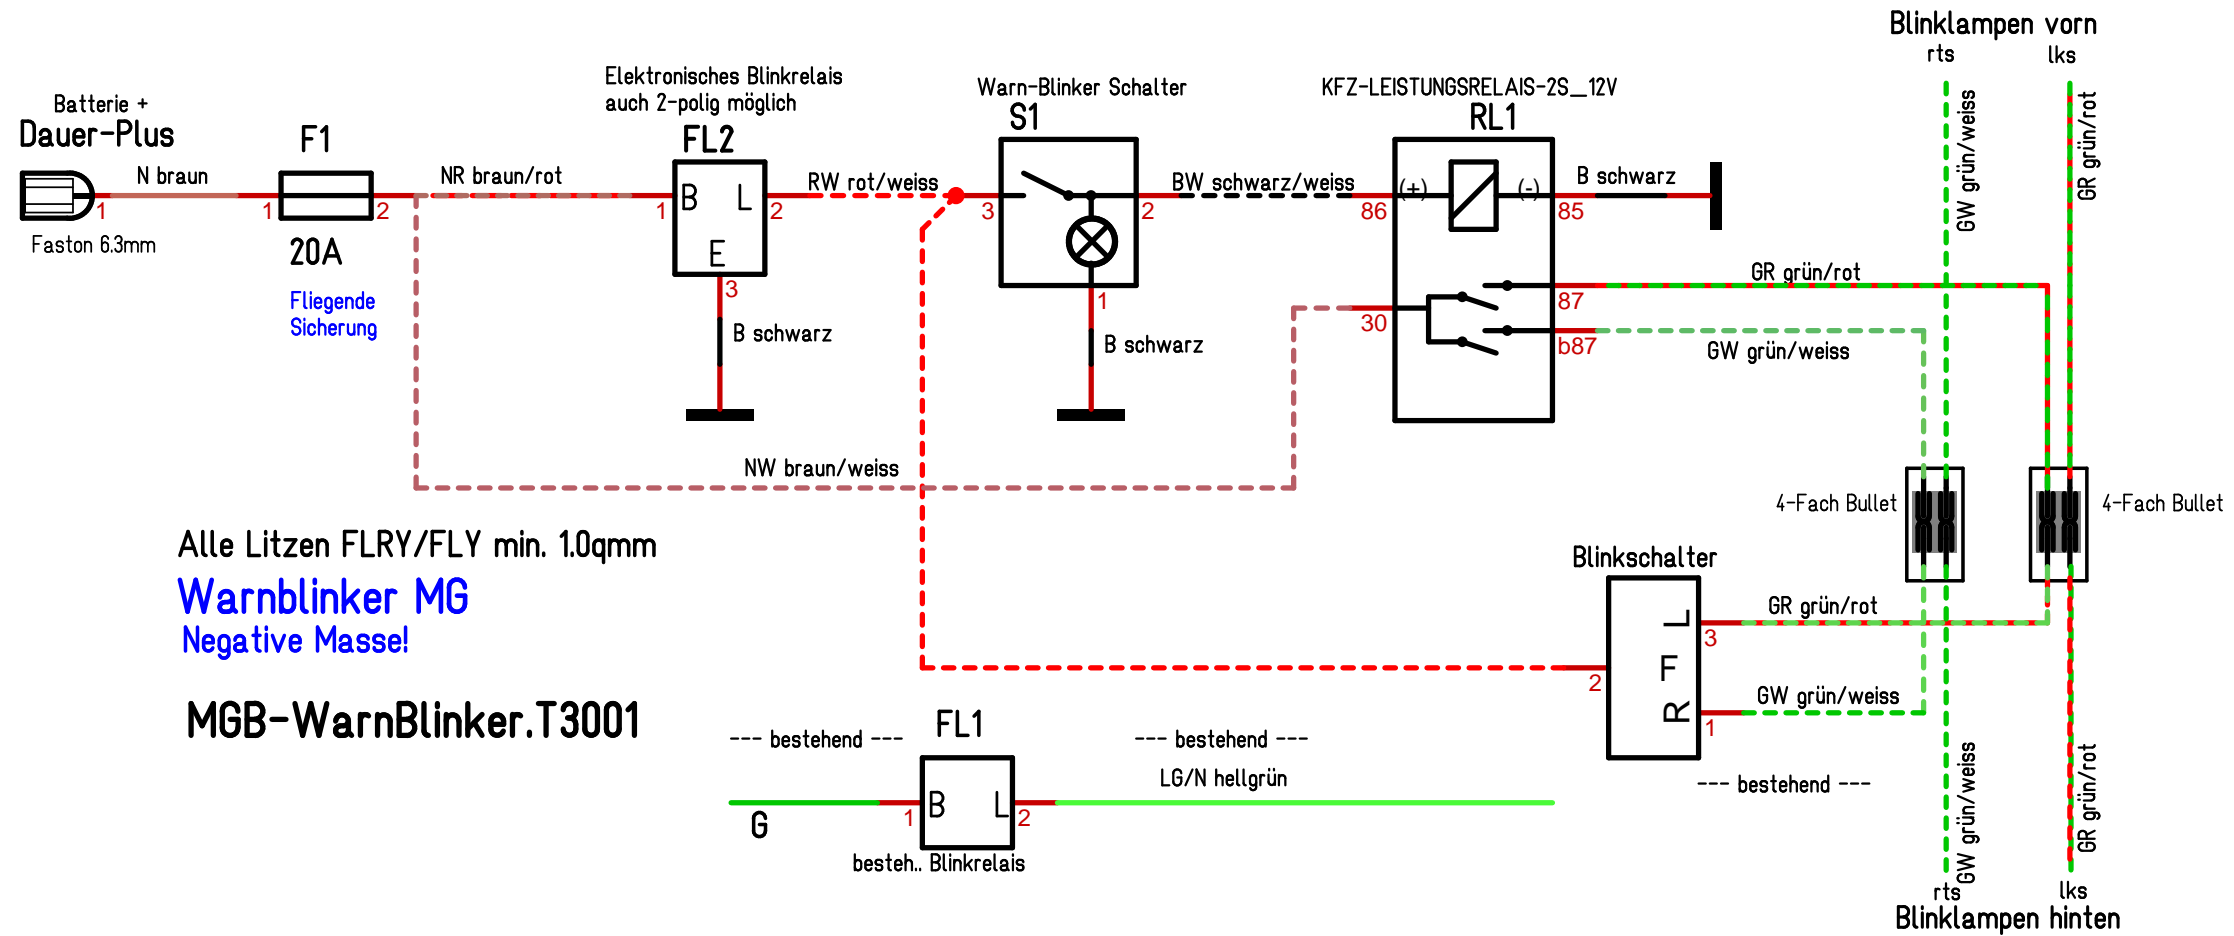 Blinklampen vorn
rts
lks
Elektronisches Blinkrelais
auch 2-polig möglich
FL2
Warn-Blinker Schalter
S1
KFZ-LEISTUNGSRELAIS-2S_12V
RL1
Batterie +
Dauer-Plus
F1
N braun
NR braun/rot
RW rot/weiss
BW schwarz/weiss
B schwarz
GW grün/weiss
GR grün/rot
1
1
2
1
B
L
2
3
2
86
(+)
(-)
85
Faston 6.3mm
20A
E
3
1
Fliegende
Sicherung
B schwarz
B schwarz
30
87
b87
GR grün/rot
GW grün/weiss
NW braun/weiss
4-Fach Bullet
4-Fach Bullet
Alle Litzen FLRY/FLY min. 1.0qmm
Warnblinker MG
Negative Masse!
MGB-WarnBlinker.T3001
Blinkschalter
L
3
GR grün/rot
F
2
R
1
GW grün/weiss
--- bestehend ---
FL1
--- bestehend ---
LG/N hellgrün
--- bestehend ---
G
1
B
L
2
besteh.. Blinkrelais
GW grün/weiss
GR grün/rot
rts
lks
Blinklampen hinten